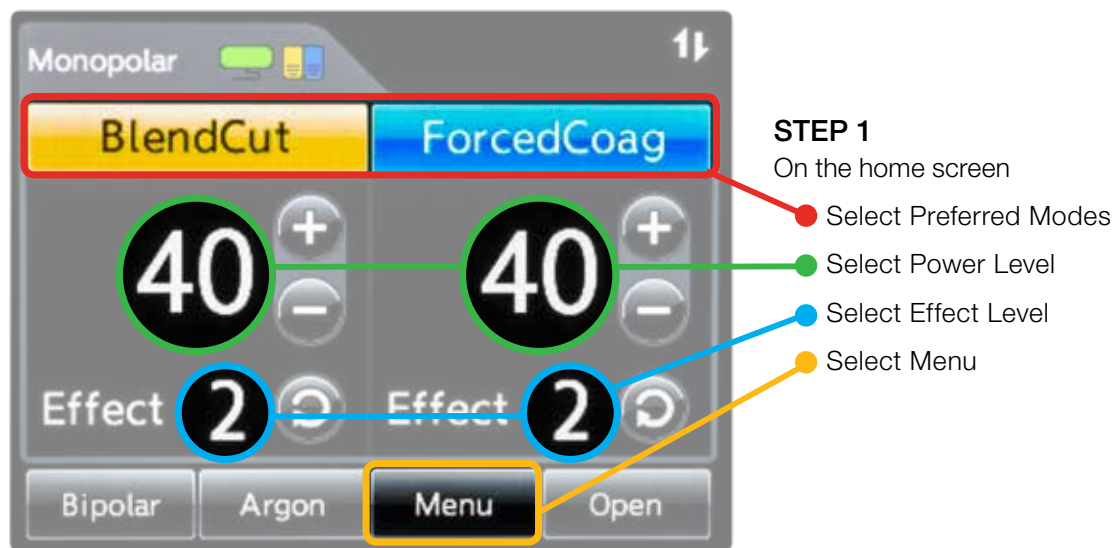 Monopolar
BlendCut ForcedCoag
40 + 40 +
− −
Effect 2 Effect 2
Bipolar Argon Menu Open
STEP 1
On the home screen
Select Preferred Modes
Select Power Level
Select Effect Level
Select Menu